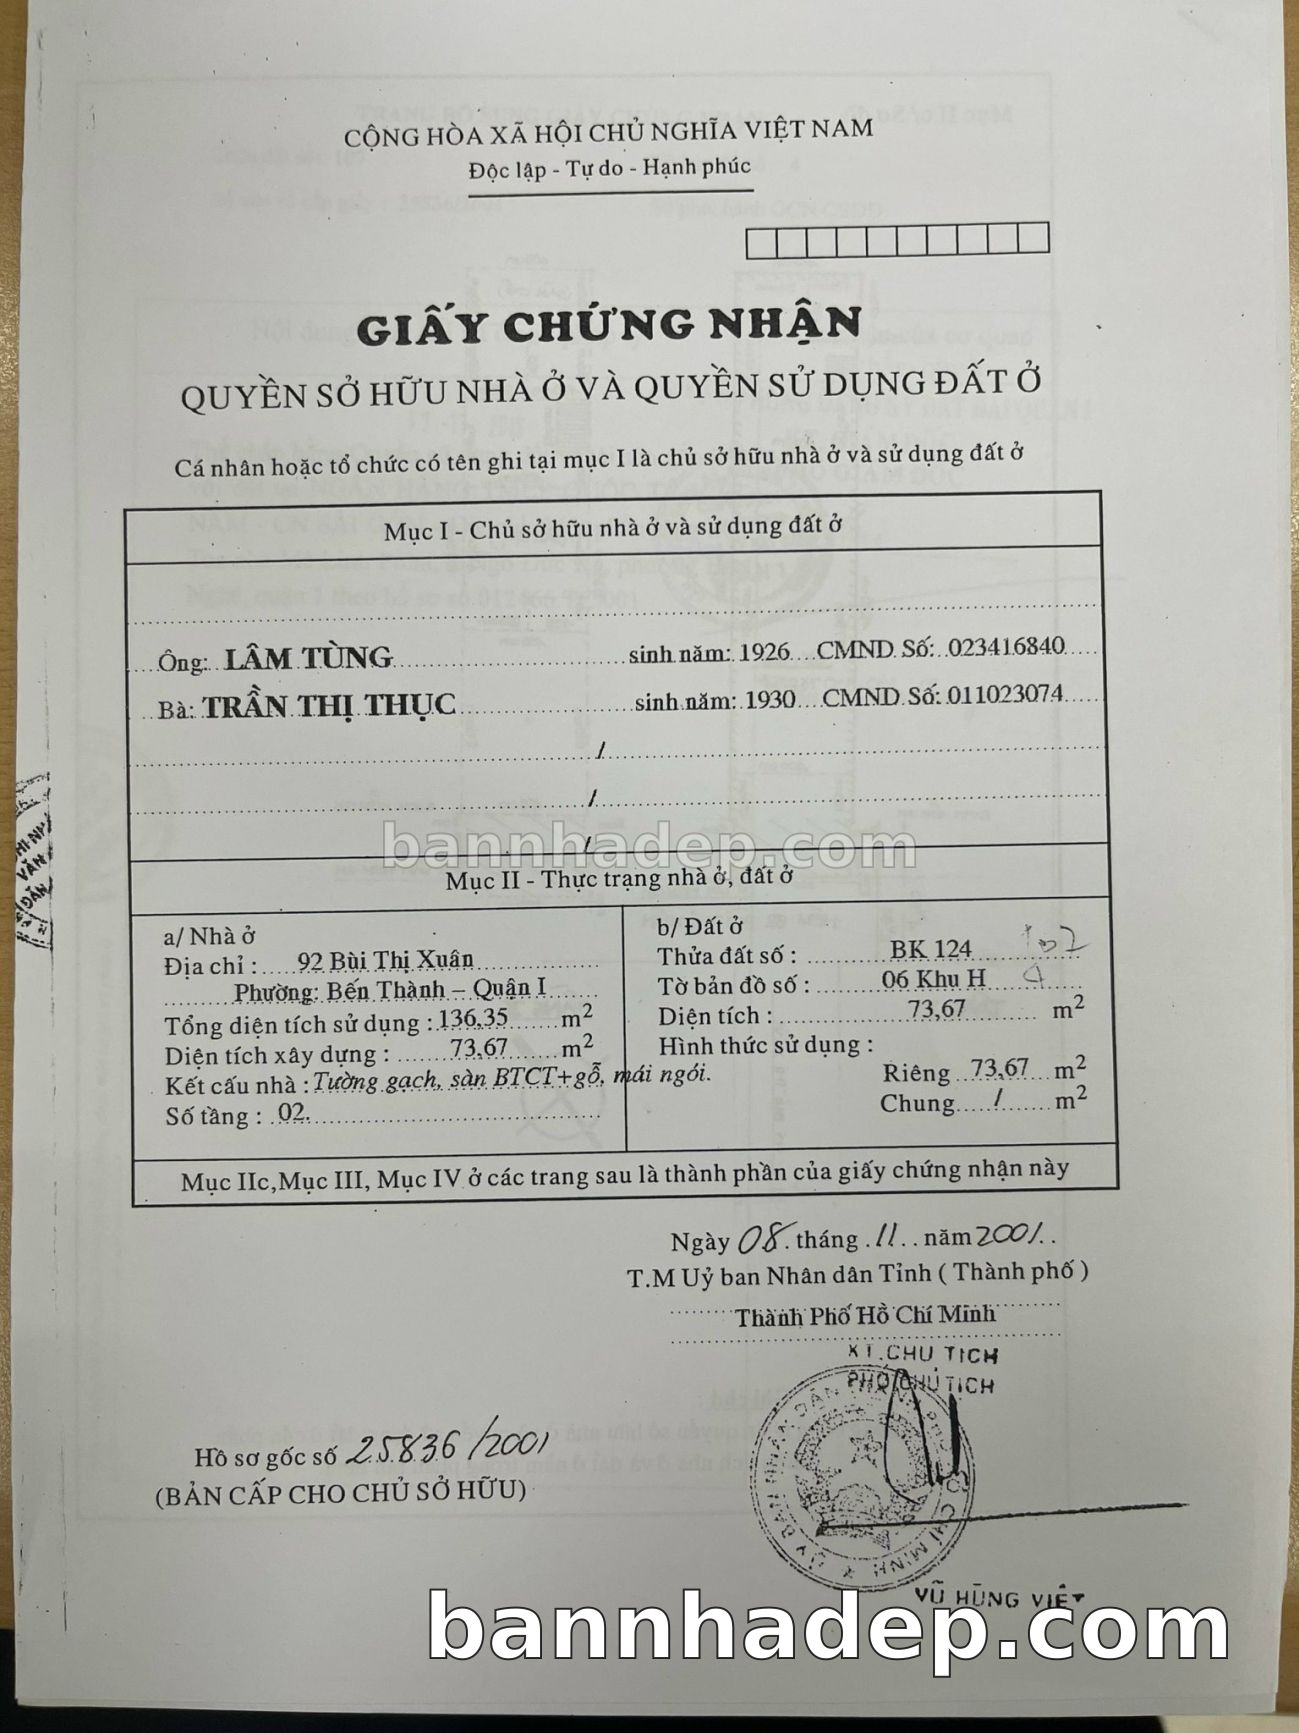 CỘNG HÒA XÃ HỘI CHỦ NGHĨA VIỆT NAM
Độc lập - Tự do - Hạnh phúc
GIẤY CHỨNG NHẬN
QUYỀN SỞ HỮU NHÀ Ở VÀ QUYỀN SỬ DỤNG ĐẤT Ở
Cá nhân hoặc tổ chức có tên ghi tại mục I là chủ sở hữu nhà ở và sử dụng đất ở
Mục I - Chủ sở hữu nhà ở và sử dụng đất ở
Ông: LÂM TÙNG sinh năm: 1926 CMND Số: 023416840
Bà: TRẦN THỊ THỤC sinh năm: 1930 CMND Số: 011023074
/
/
/
bannhadep.com
Mục II - Thực trạng nhà ở, đất ở
a/ Nhà ở
Địa chỉ : 92 Bùi Thị Xuân
Phường: Bến Thành – Quận I
Tổng diện tích sử dụng : 136,35 m2
Diện tích xây dựng : 73,67 m2
Kết cấu nhà : Tường gạch, sàn BTCT+gỗ, mái ngói.
Số tầng : 02.
b/ Đất ở
Thửa đất số : BK 124 107
Tờ bản đồ số : 06 Khu H 4
Diện tích : 73,67 m2
Hình thức sử dụng :
Riêng 73,67 m2
Chung / m2
Mục IIc,Mục III, Mục IV ở các trang sau là thành phần của giấy chứng nhận này
Ngày 08 tháng 11 năm 2001
T.M Uỷ ban Nhân dân Tỉnh ( Thành phố )
Thành Phố Hồ Chí Minh
KT.CHỦ TỊCH
PHÓ CHỦ TỊCH
Hồ sơ gốc số 25836/2001
(BẢN CẤP CHO CHỦ SỞ HỮU)
VŨ HÙNG VIỆT
bannhadep.com